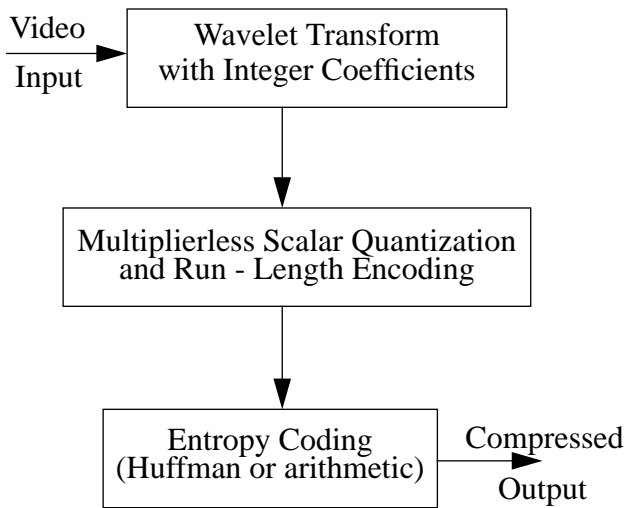 Video
Input
Wavelet Transform
with Integer Coefficients
Multiplierless Scalar Quantization
and Run - Length Encoding
Entropy Coding
(Huffman or arithmetic)
Compressed
Output